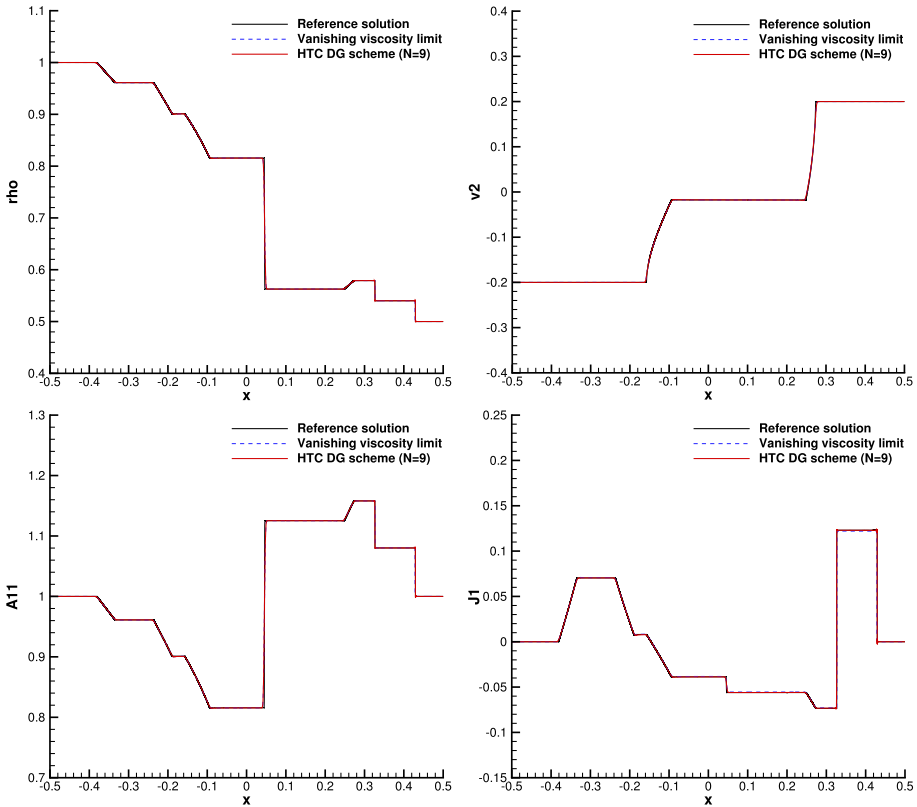 Reference solution
Vanishing viscosity limit
HTC DG scheme (N=9)
rho
1.1
1
0.9
0.8
0.7
0.6
0.5
0.4
-0.5 -0.4 -0.3 -0.2 -0.1 0 0.1 0.2 0.3 0.4 0.5
x
Reference solution
Vanishing viscosity limit
HTC DG scheme (N=9)
v2
0.4
0.3
0.2
0.1
0
-0.1
-0.2
-0.3
-0.4
-0.5 -0.4 -0.3 -0.2 -0.1 0 0.1 0.2 0.3 0.4 0.5
x
Reference solution
Vanishing viscosity limit
HTC DG scheme (N=9)
A11
1.3
1.2
1.1
1
0.9
0.8
0.7
-0.5 -0.4 -0.3 -0.2 -0.1 0 0.1 0.2 0.3 0.4 0.5
x
Reference solution
Vanishing viscosity limit
HTC DG scheme (N=9)
J1
0.25
0.2
0.15
0.1
0.05
0
-0.05
-0.1
-0.15
-0.5 -0.4 -0.3 -0.2 -0.1 0 0.1 0.2 0.3 0.4 0.5
x